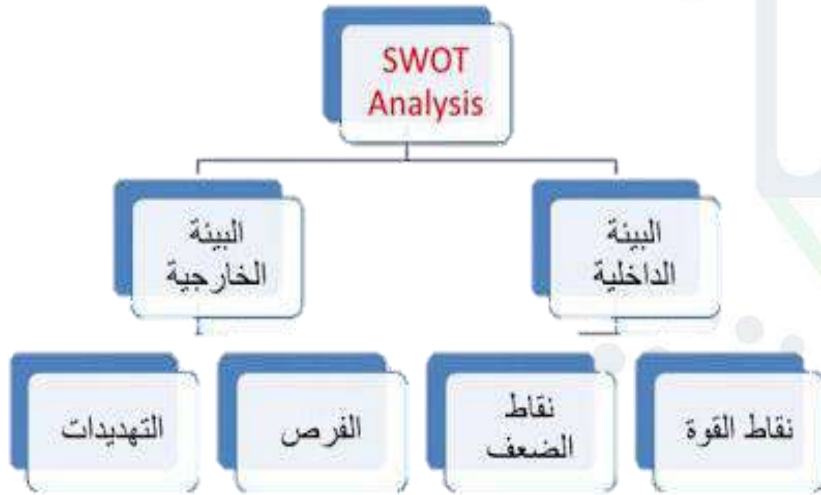 SWOT
Analysis
البيئة
الداخلية
البيئة
الخارجية
نقاط القوة
نقاط
الضعف
الفرص
التهديدات